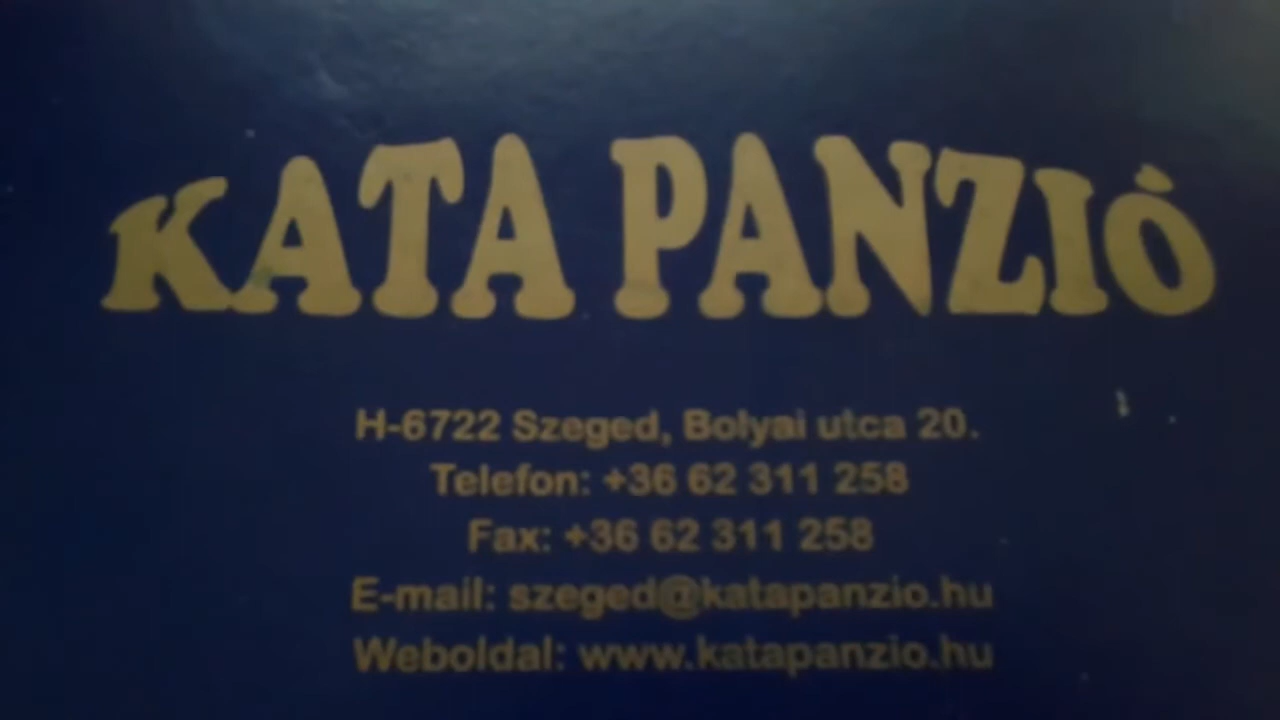 KATA PANZIÓ
H-6722 Szeged, Bolyai utca 20.
Telefon: +36 62 311 258
Fax: +36 62 311 258
E-mail: szeged@katapanzio.hu
Weboldal: www.katapanzio.hu